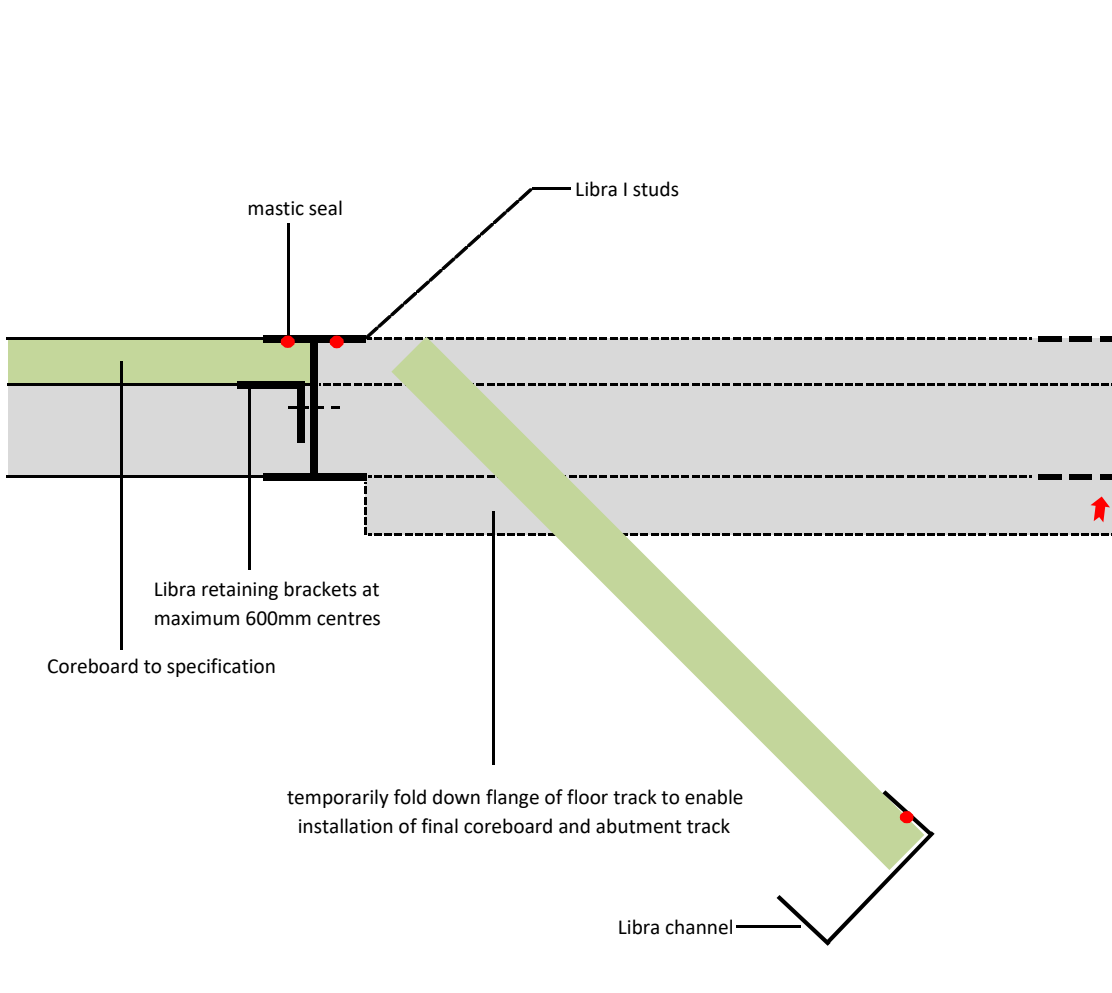 Libra I studs
mastic seal
Libra retaining brackets at
maximum 600mm centres
Coreboard to specification
temporarily fold down flange of floor track to enable
installation of final coreboard and abutment track
Libra channel